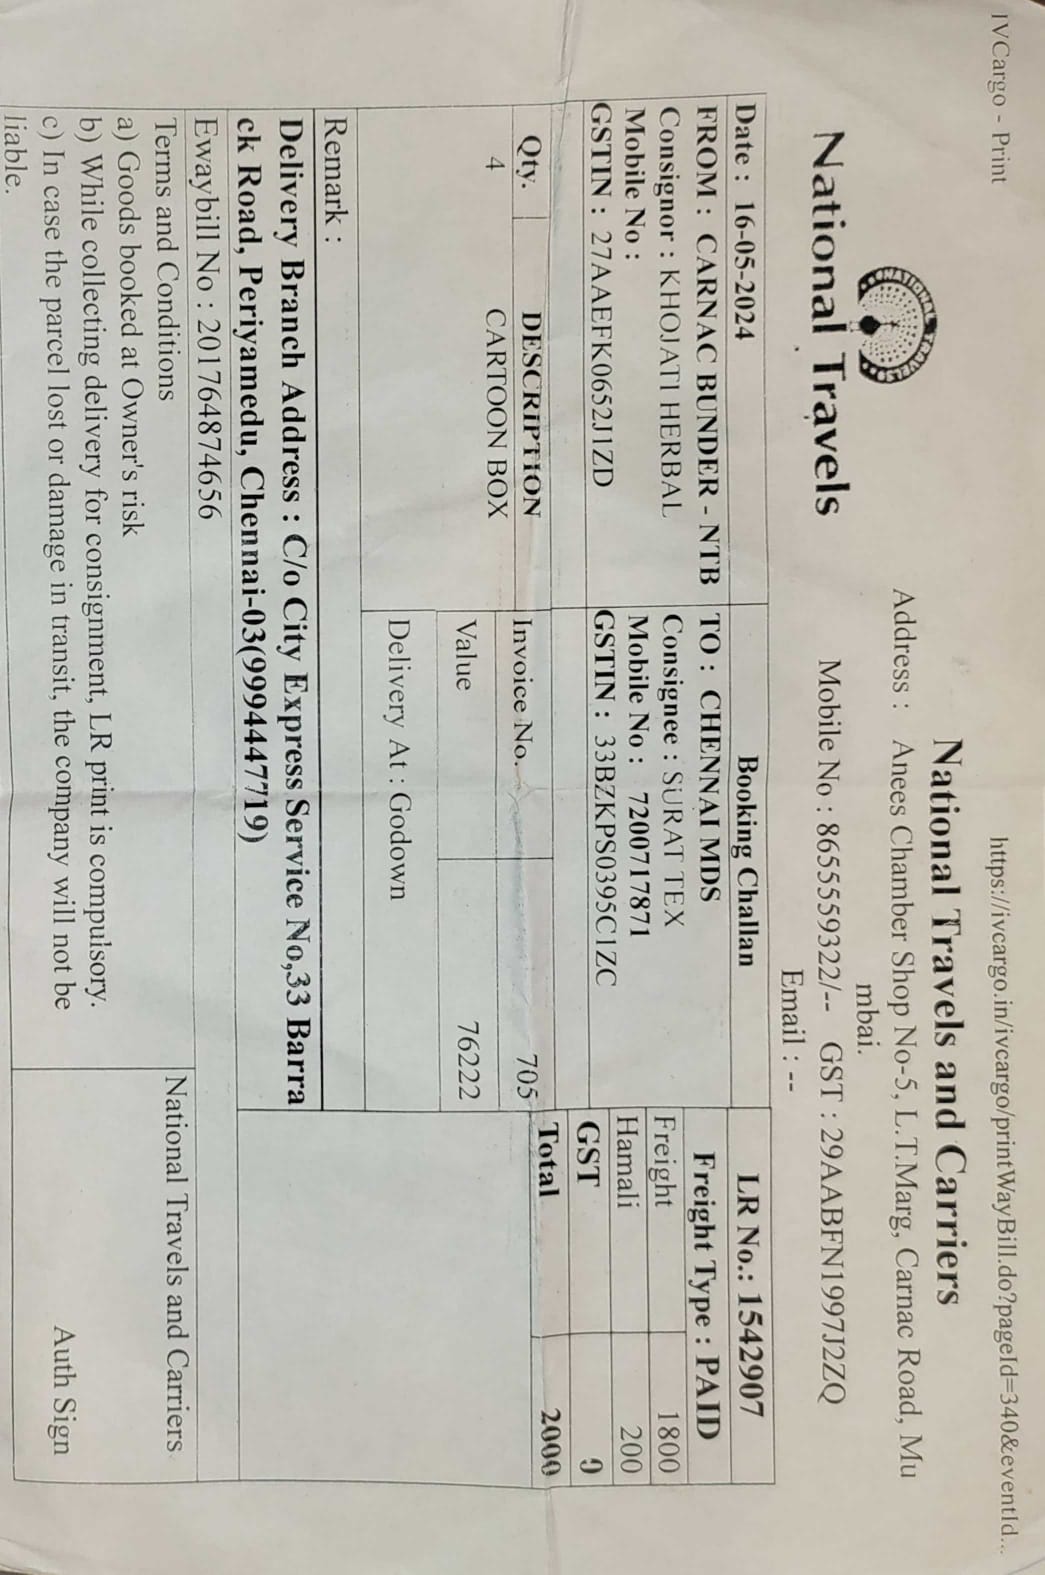 IVCargo - Print
https://ivcargo.in/ivcargo/printWayBill.do?pageId=340&eventId...
NATIONAL TRAVELS
National Travels
National Travels and Carriers
Address : Anees Chamber Shop No-5, L.T.Marg, Carnac Road, Mu
mbai.
Mobile No : 8655559322/-- GST : 29AABFN1997J2ZQ
Email : --
Date : 16-05-2024
Booking Challan
LR No.: 1542907
FROM : CARNAC BUNDER - NTB
TO : CHENNAI MDS
Freight Type : PAID
Consignor : KHOJATI HERBAL
Consignee : SURAT TEX
Freight 1800
Mobile No :
Mobile No : 7200717871
Hamali 200
GSTIN : 27AAEFK0652J1ZD
GSTIN : 33BZKPS0395C1ZC
GST 0
Total 2000
Qty. DESCRIPTION
Invoice No. 705
4 CARTOON BOX
Value 76222
Delivery At : Godown
Remark :
Delivery Branch Address : C/o City Express Service No,33 Barra
ck Road, Periyamedu, Chennai-03(9994447719)
Ewaybill No : 201764874656
Terms and Conditions
a) Goods booked at Owner's risk
b) While collecting delivery for consignment, LR print is compulsory.
c) In case the parcel lost or damage in transit, the company will not be
liable.
National Travels and Carriers
Auth Sign